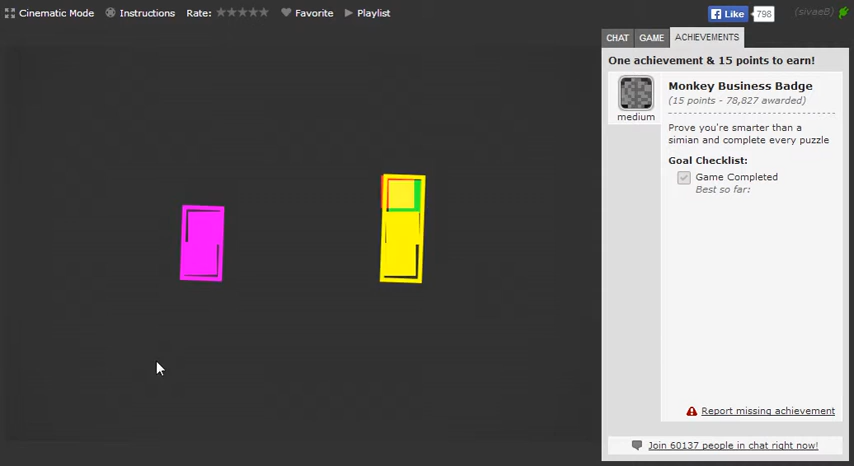 Cinematic Mode Instructions Rate: Favorite Playlist
Like 798 (sivaeB)
CHAT GAME ACHIEVEMENTS
One achievement & 15 points to earn!
medium
Monkey Business Badge
(15 points - 78,827 awarded)
Prove you're smarter than a
simian and complete every puzzle
Goal Checklist:
Game Completed
Best so far:
Report missing achievement
Join 60137 people in chat right now!